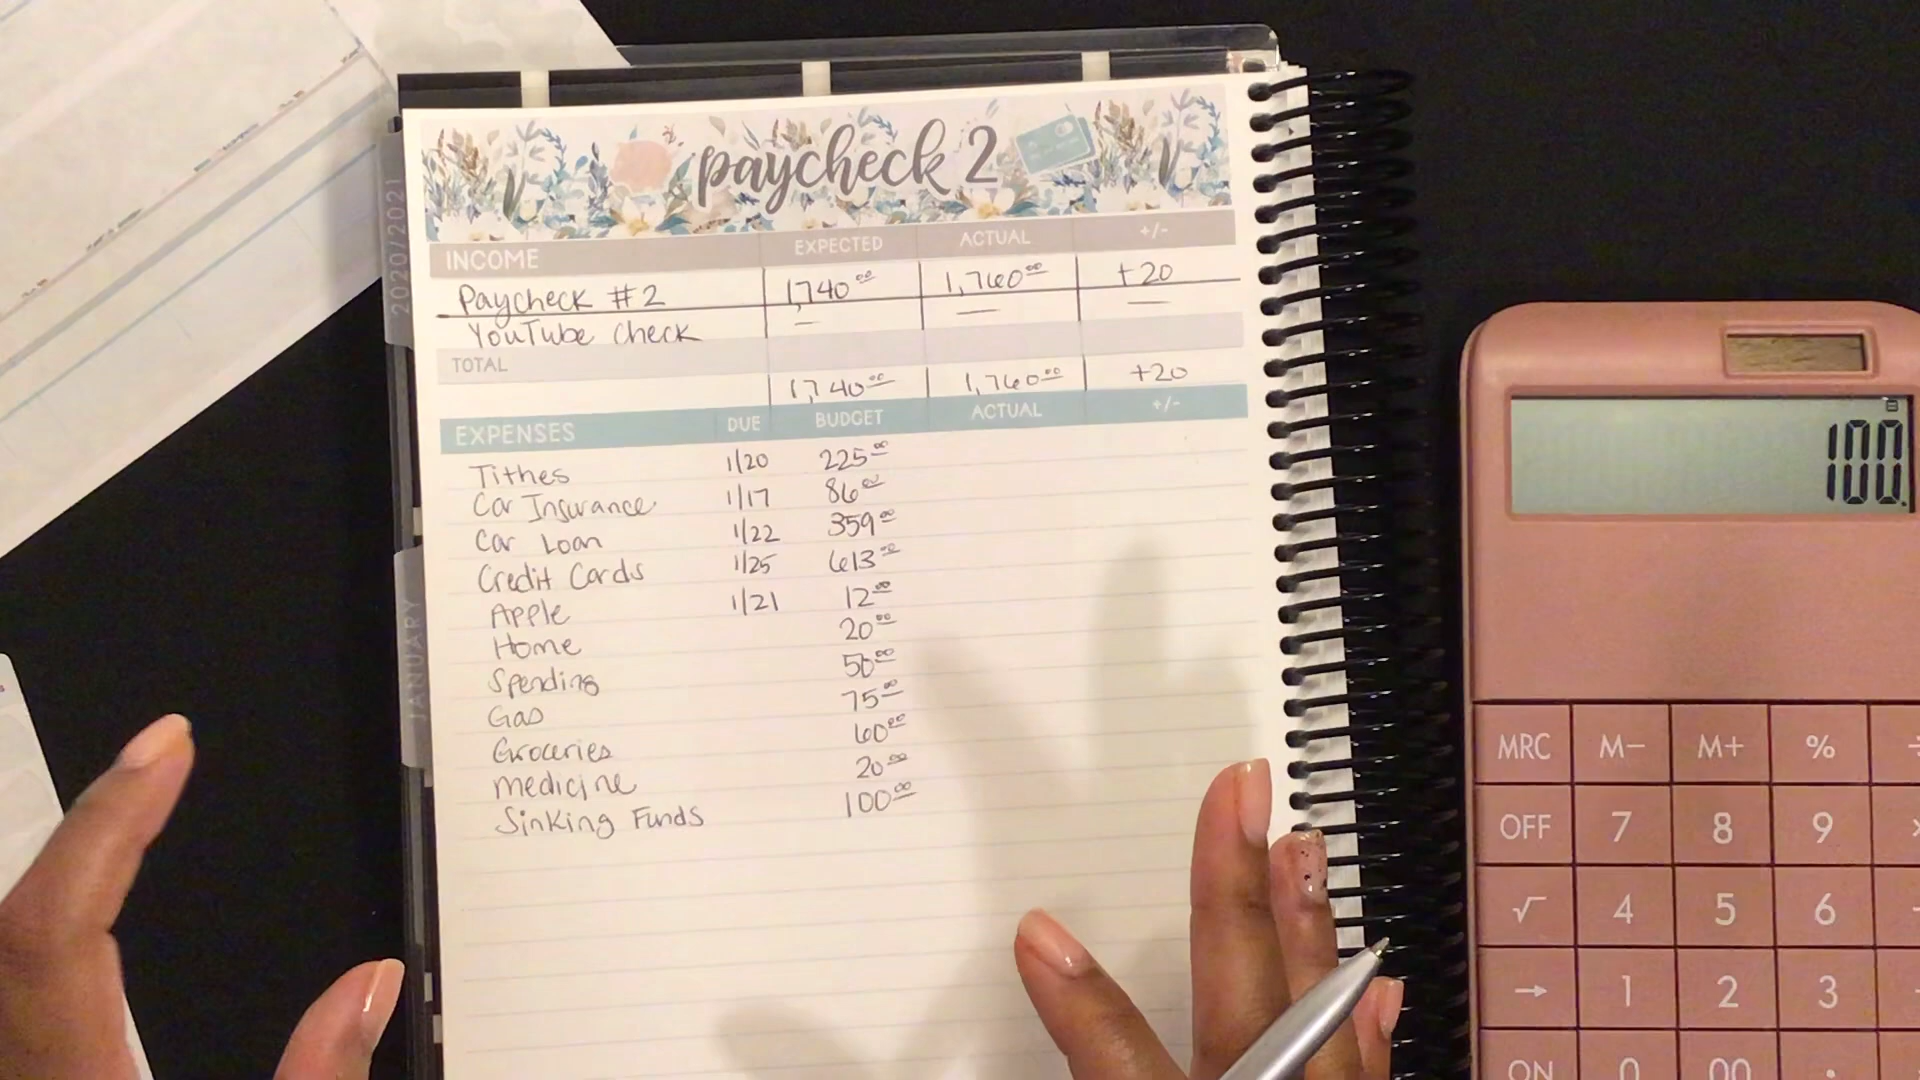 paycheck 2
INCOME EXPECTED ACTUAL +/-
Paycheck #2 1,740.00 1,760.00 +20
YouTube Check — — —
TOTAL
1,740.00 1,760.00 +20
EXPENSES DUE BUDGET ACTUAL +/-
Tithes 1/20 225.00
Car Insurance 1/17 86.00
Car Loan 1/22 359.00
Credit Cards 1/25 613.00
Apple 1/21 12.00
Home 20.00
Spending 50.00
Gas 75.00
Groceries 60.00
medicine 20.00
Sinking Funds 100.00
2020/2021
JANUARY
100.
MRC M− M+ % ÷
OFF 7 8 9 ×
√ 4 5 6 −
→ 1 2 3
ON 0 00 .